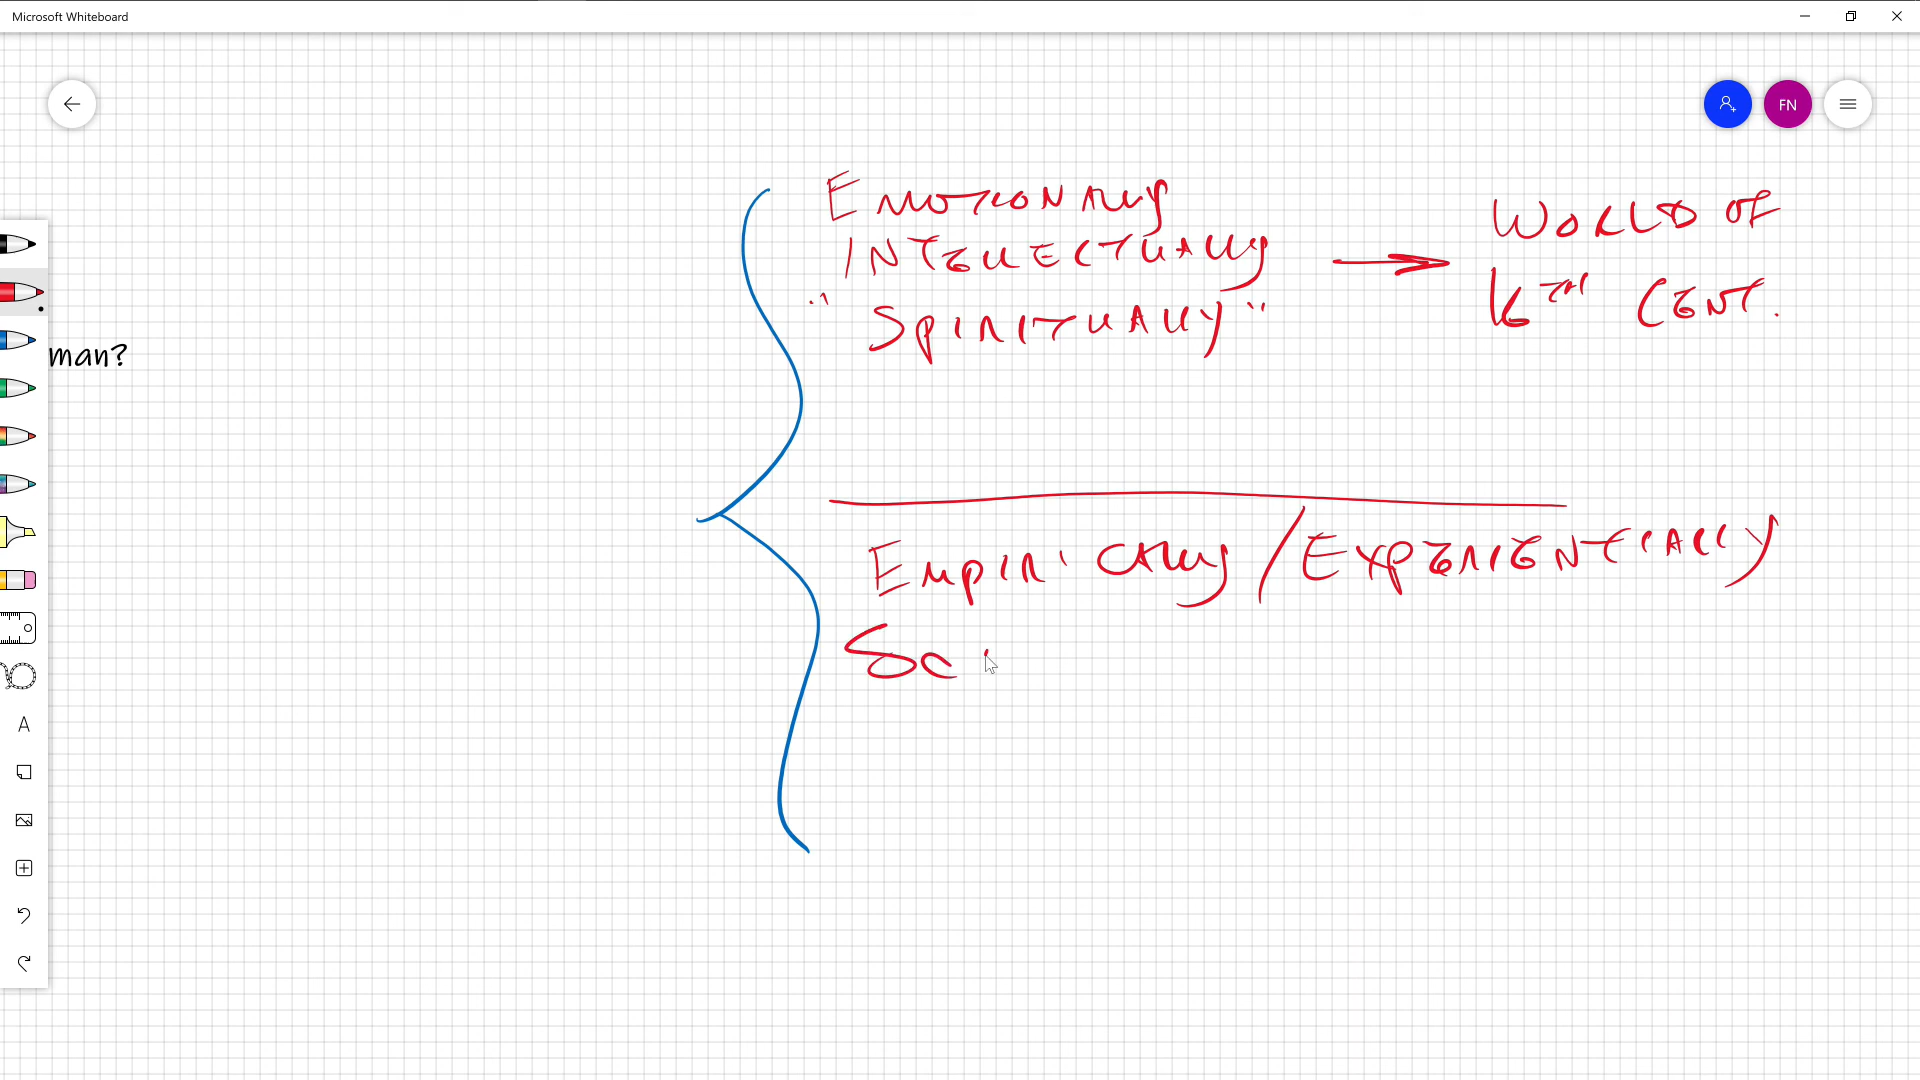 Microsoft Whiteboard
FN
EMOTIONALLY
INTELLECTUALLY
"SPIRITUALLY"
WORLD OF
16TH CENT.
man?
EMPIRICALLY / EXPERIENTIALLY
Sc
A